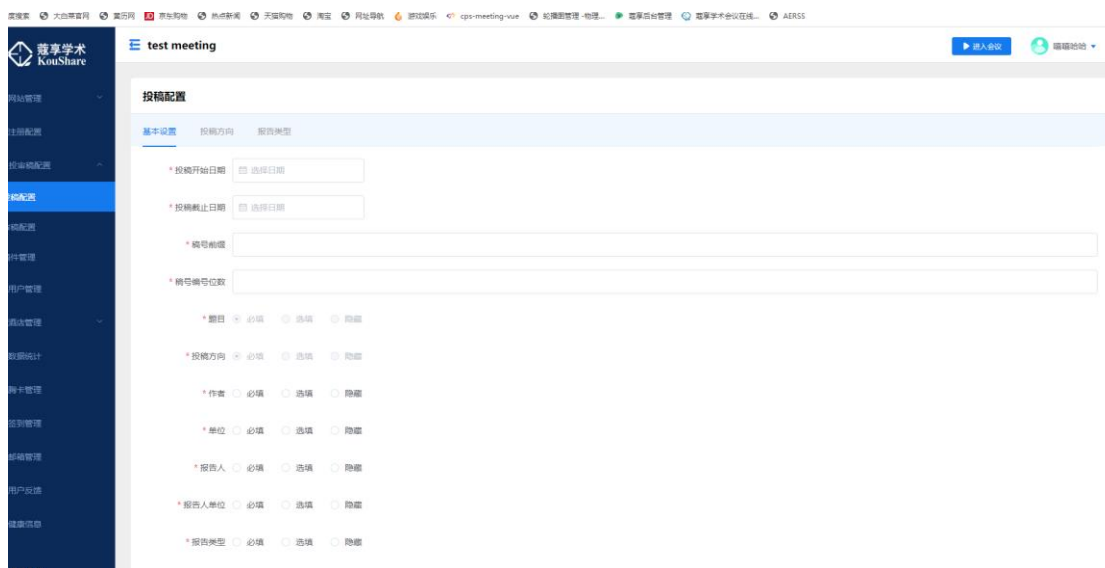 度搜索 大白菜官网 萬历网 京东购物 热点新闻 天猫购物 淘宝 网址导航 游戏娱乐 cps-meeting-vue 轮播图管理-物理... 蔻享后台管理 蔻享学术会议在线... AERSS
蔻享学术
KouShare
test meeting
进入会议
嘻嘻哈哈
网站管理
注册配置
投审稿配置
投稿配置
审稿配置
稿件管理
用户管理
酒店管理
数据统计
胸卡管理
签到管理
邮箱管理
用户反馈
健康信息
投稿配置
基本设置 投稿方向 报告类型
* 投稿开始日期 选择日期
* 投稿截止日期 选择日期
* 稿号前缀
* 稿号编号位数
* 题目 必填 选填 隐藏
* 投稿方向 必填 选填 隐藏
* 作者 必填 选填 隐藏
* 单位 必填 选填 隐藏
* 报告人 必填 选填 隐藏
* 报告人单位 必填 选填 隐藏
* 报告类型 必填 选填 隐藏